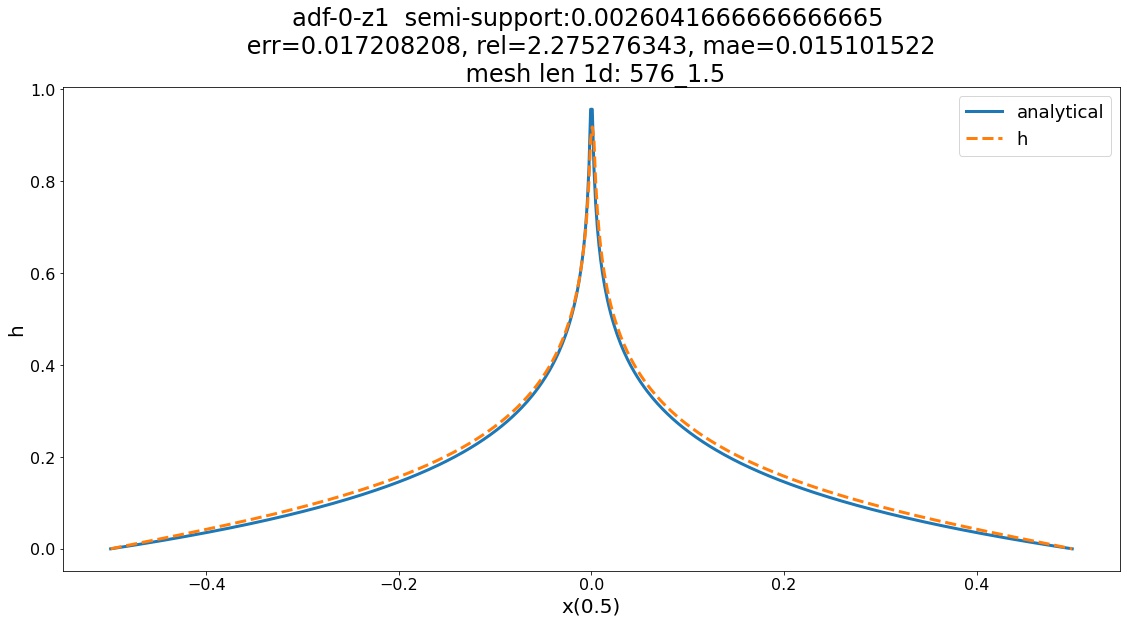 adf-0-z1  semi-support:0.0026041666666666665
err=0.017208208, rel=2.275276343, mae=0.015101522
mesh len 1d: 576_1.5
analytical
h
h
1.0
0.8
0.6
0.4
0.2
0.0
−0.4
−0.2
0.0
0.2
0.4
x(0.5)